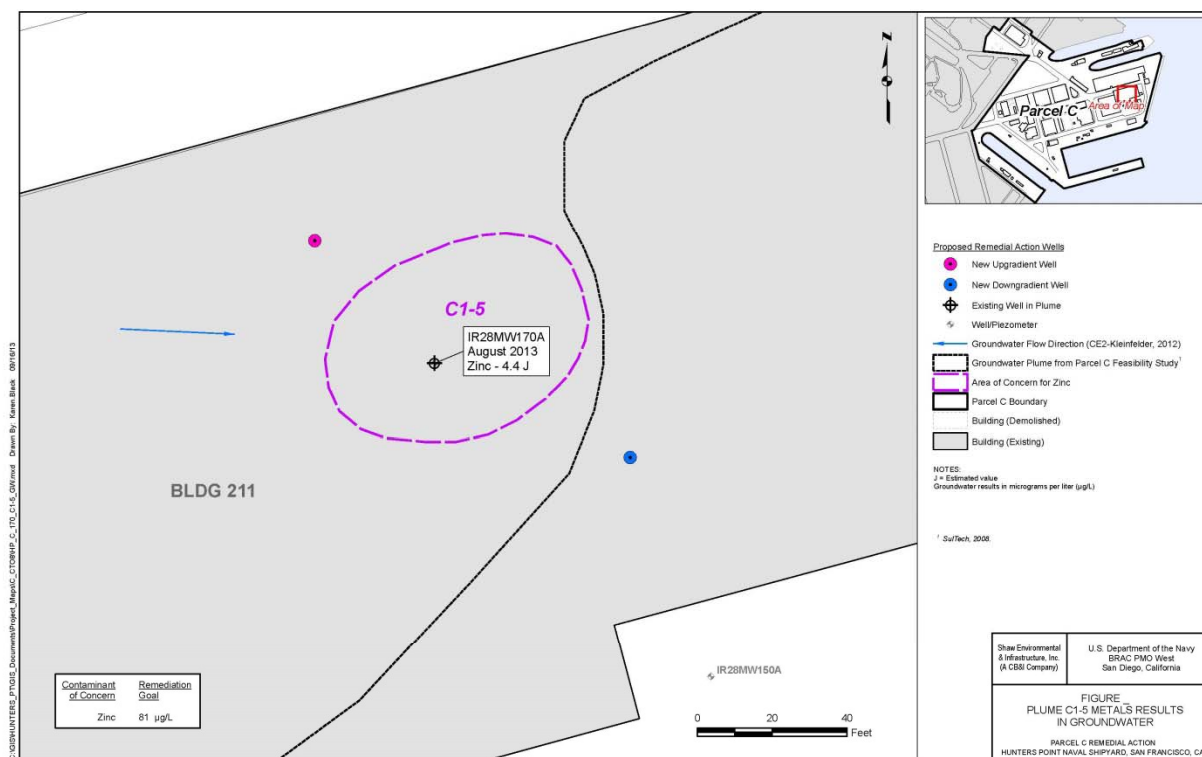 Z
Parcel C
Area of Map
C1-5
IR28MW170A
August 2013
Zinc - 4.4 J
BLDG 211
IR28MW150A
Contaminant of Concern
Remediation Goal
Zinc 81 µg/L
0 10 20 40
Feet
Proposed Remedial Action Wells
New Upgradient Well
New Downgradient Well
Existing Well in Plume
Well/Piezometer
Groundwater Flow Direction (CE2-Kleinfelder, 2012)
Groundwater Plume from Parcel C Feasibility Study¹
Area of Concern for Zinc
Parcel C Boundary
Building (Demolished)
Building (Existing)
NOTES:
J = Estimated value
Groundwater results in micrograms per liter (µg/L)
¹ SulTech, 2008.
Shaw Environmental
& Infrastructure, Inc.
(A CB&I Company)
U.S. Department of the Navy
BRAC PMO West
San Diego, California
FIGURE _
PLUME C1-5 METALS RESULTS
IN GROUNDWATER
PARCEL C REMEDIAL ACTION
HUNTERS POINT NAVAL SHIPYARD, SAN FRANCISCO, CA
Drawn By: Karen.Black 09/16/13